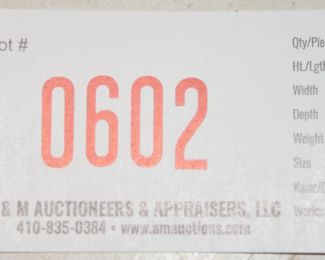 ot #
0602
& M AUCTIONEERS & APPRAISERS, LLC
410-835-0384 • www.amauctions.com
Qty/Pie
Ht./Lgth
Width
Depth
Weight
Size
Karat/